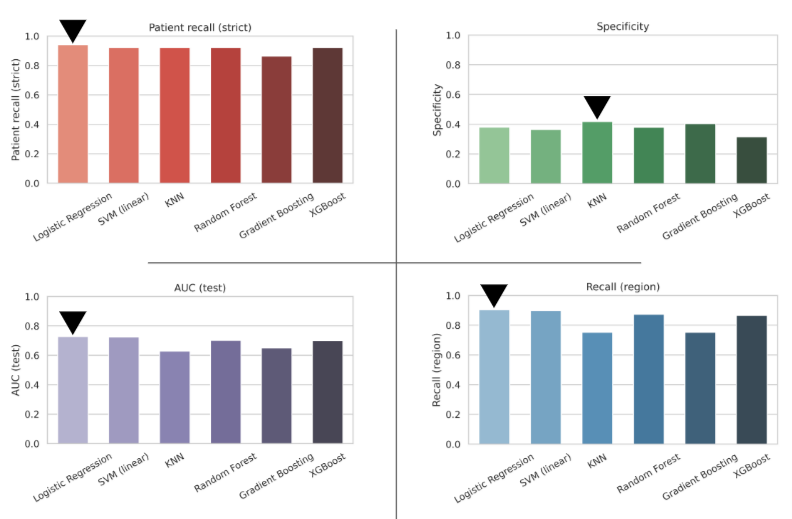 Patient recall (strict)
Patient recall (strict)
1.0
0.8
0.6
0.4
0.2
0.0
Logistic Regression
SVM (linear)
KNN
Random Forest
Gradient Boosting
XGBoost
Specificity
Specificity
1.0
0.8
0.6
0.4
0.2
0.0
Logistic Regression
SVM (linear)
KNN
Random Forest
Gradient Boosting
XGBoost
AUC (test)
AUC (test)
1.0
0.8
0.6
0.4
0.2
0.0
Logistic Regression
SVM (linear)
KNN
Random Forest
Gradient Boosting
XGBoost
Recall (region)
Recall (region)
1.0
0.8
0.6
0.4
0.2
0.0
Logistic Regression
SVM (linear)
KNN
Random Forest
Gradient Boosting
XGBoost